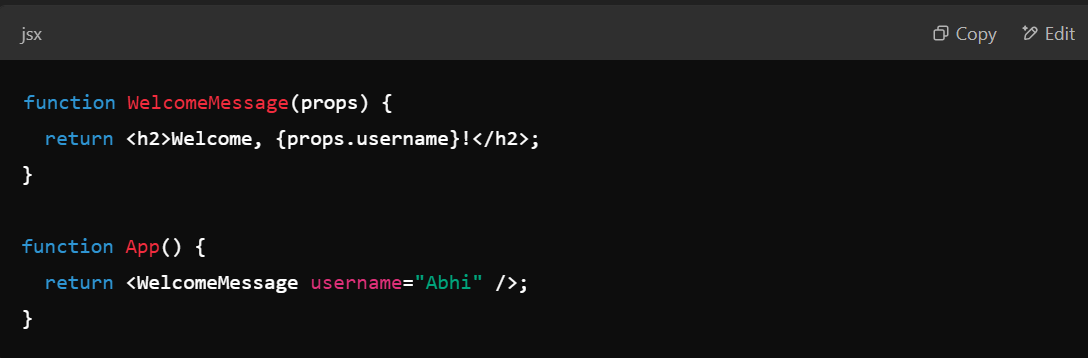 jsx Copy Edit
function WelcomeMessage(props) {
  return <h2>Welcome, {props.username}!</h2>;
}
function App() {
  return <WelcomeMessage username="Abhi" />;
}